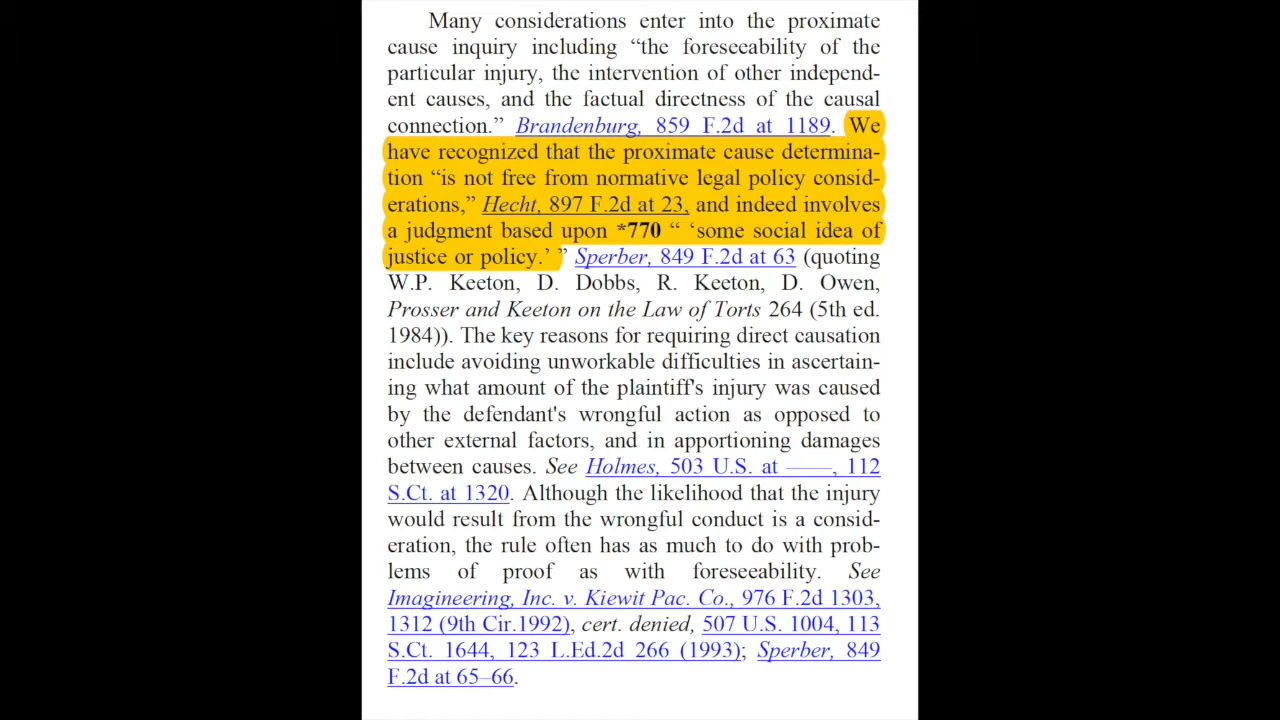 Many considerations enter into the proximate
cause inquiry including “the foreseeability of the
particular injury, the intervention of other independ-
ent causes, and the factual directness of the causal
connection.” Brandenburg, 859 F.2d at 1189. We
have recognized that the proximate cause determina-
tion “is not free from normative legal policy consid-
erations,” Hecht, 897 F.2d at 23, and indeed involves
a judgment based upon *770 “ ‘some social idea of
justice or policy.’ ” Sperber, 849 F.2d at 63 (quoting
W.P. Keeton, D. Dobbs, R. Keeton, D. Owen,
Prosser and Keeton on the Law of Torts 264 (5th ed.
1984)). The key reasons for requiring direct causation
include avoiding unworkable difficulties in ascertain-
ing what amount of the plaintiff's injury was caused
by the defendant's wrongful action as opposed to
other external factors, and in apportioning damages
between causes. See Holmes, 503 U.S. at ——, 112
S.Ct. at 1320. Although the likelihood that the injury
would result from the wrongful conduct is a consid-
eration, the rule often has as much to do with prob-
lems of proof as with foreseeability. See
Imagineering, Inc. v. Kiewit Pac. Co., 976 F.2d 1303,
1312 (9th Cir.1992), cert. denied, 507 U.S. 1004, 113
S.Ct. 1644, 123 L.Ed.2d 266 (1993); Sperber, 849
F.2d at 65–66.